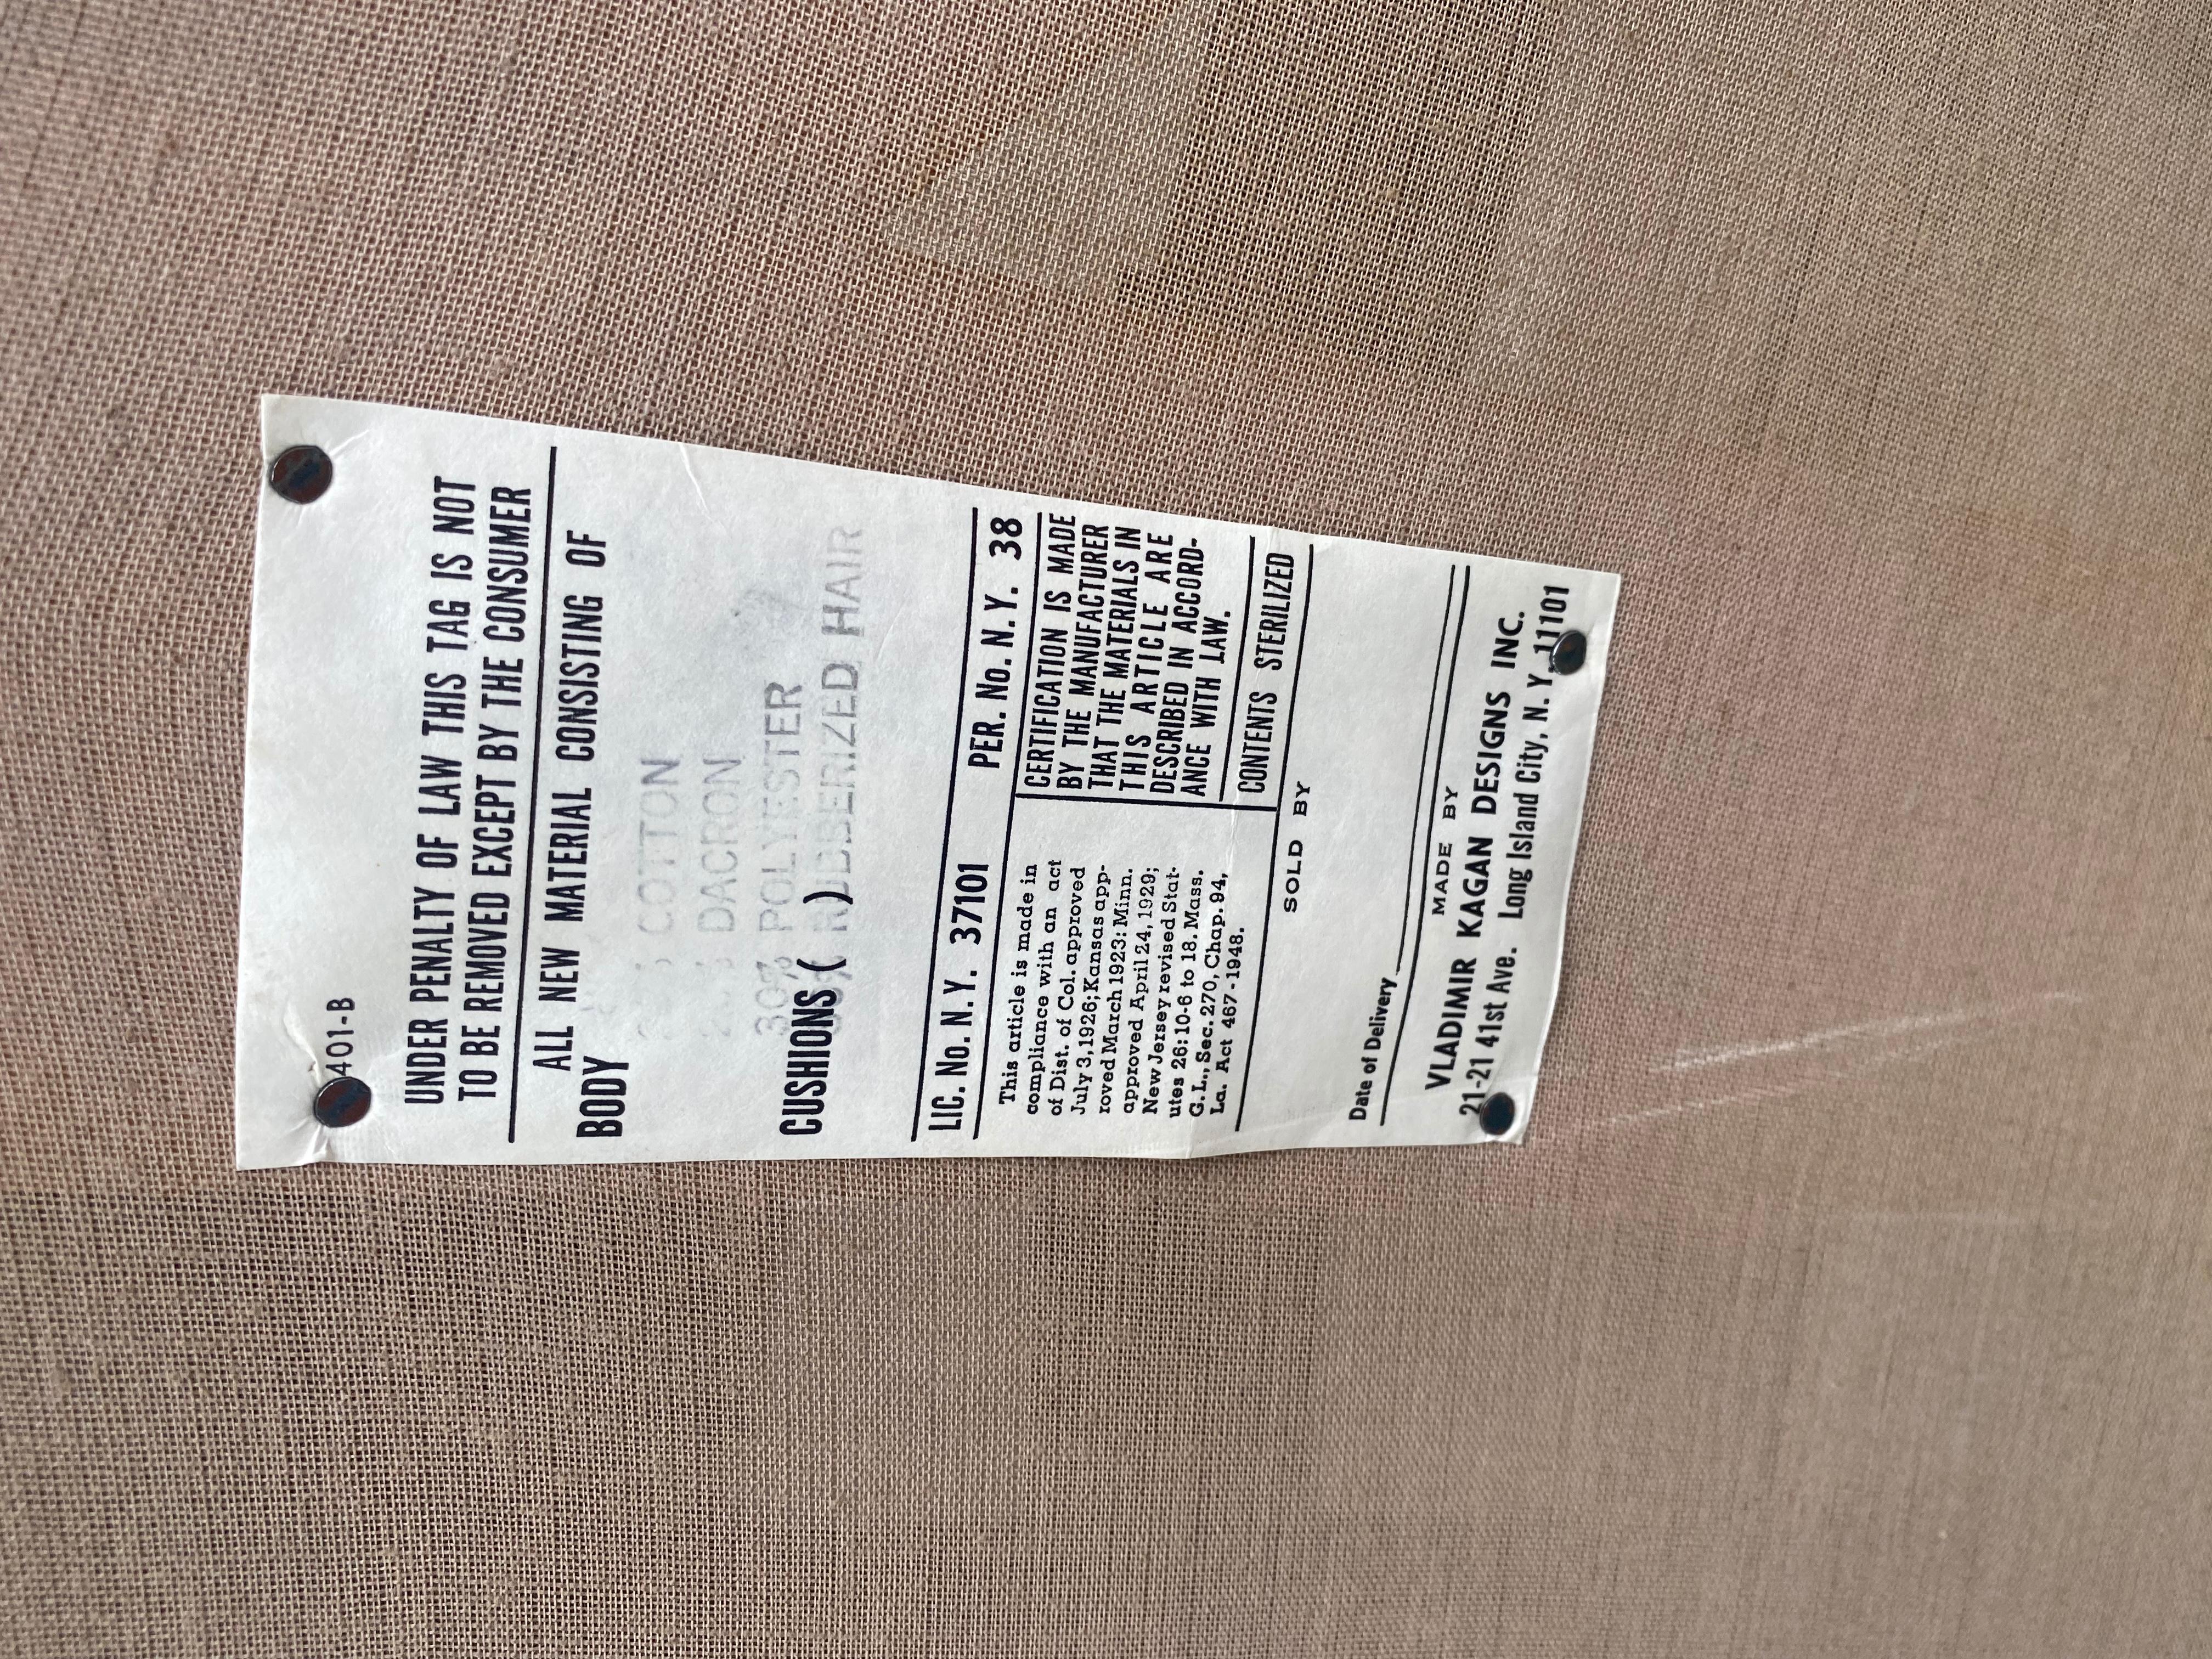 401-B
UNDER PENALTY OF LAW THIS TAG IS NOT
TO BE REMOVED EXCEPT BY THE CONSUMER
ALL NEW MATERIAL CONSISTING OF
BODY
COTTON
DACRON
30% POLYESTER
CUSHIONS ( )
HAIR
LIC. No. N. Y. 37101 PER. No. N. Y. 38
This article is made in
compliance with an act
of Dist. of Col. approved
July 3, 1926; Kansas app-
roved March 1923; Minn.
approved April 24, 1929;
New Jersey revised Stat-
utes 26: 10-6 to 18. Mass.
G. L., Sec. 270, Chap. 94,
La. Act 467-1948.
CERTIFICATION IS MADE
BY THE MANUFACTURER
THAT THE MATERIALS IN
THIS ARTICLE ARE
DESCRIBED IN ACCORD-
ANCE WITH LAW.
CONTENTS STERILIZED
SOLD BY
Date of Delivery
MADE BY
VLADIMIR KAGAN DESIGNS INC.
21-21 41st Ave. Long Island City, N. Y. 11101